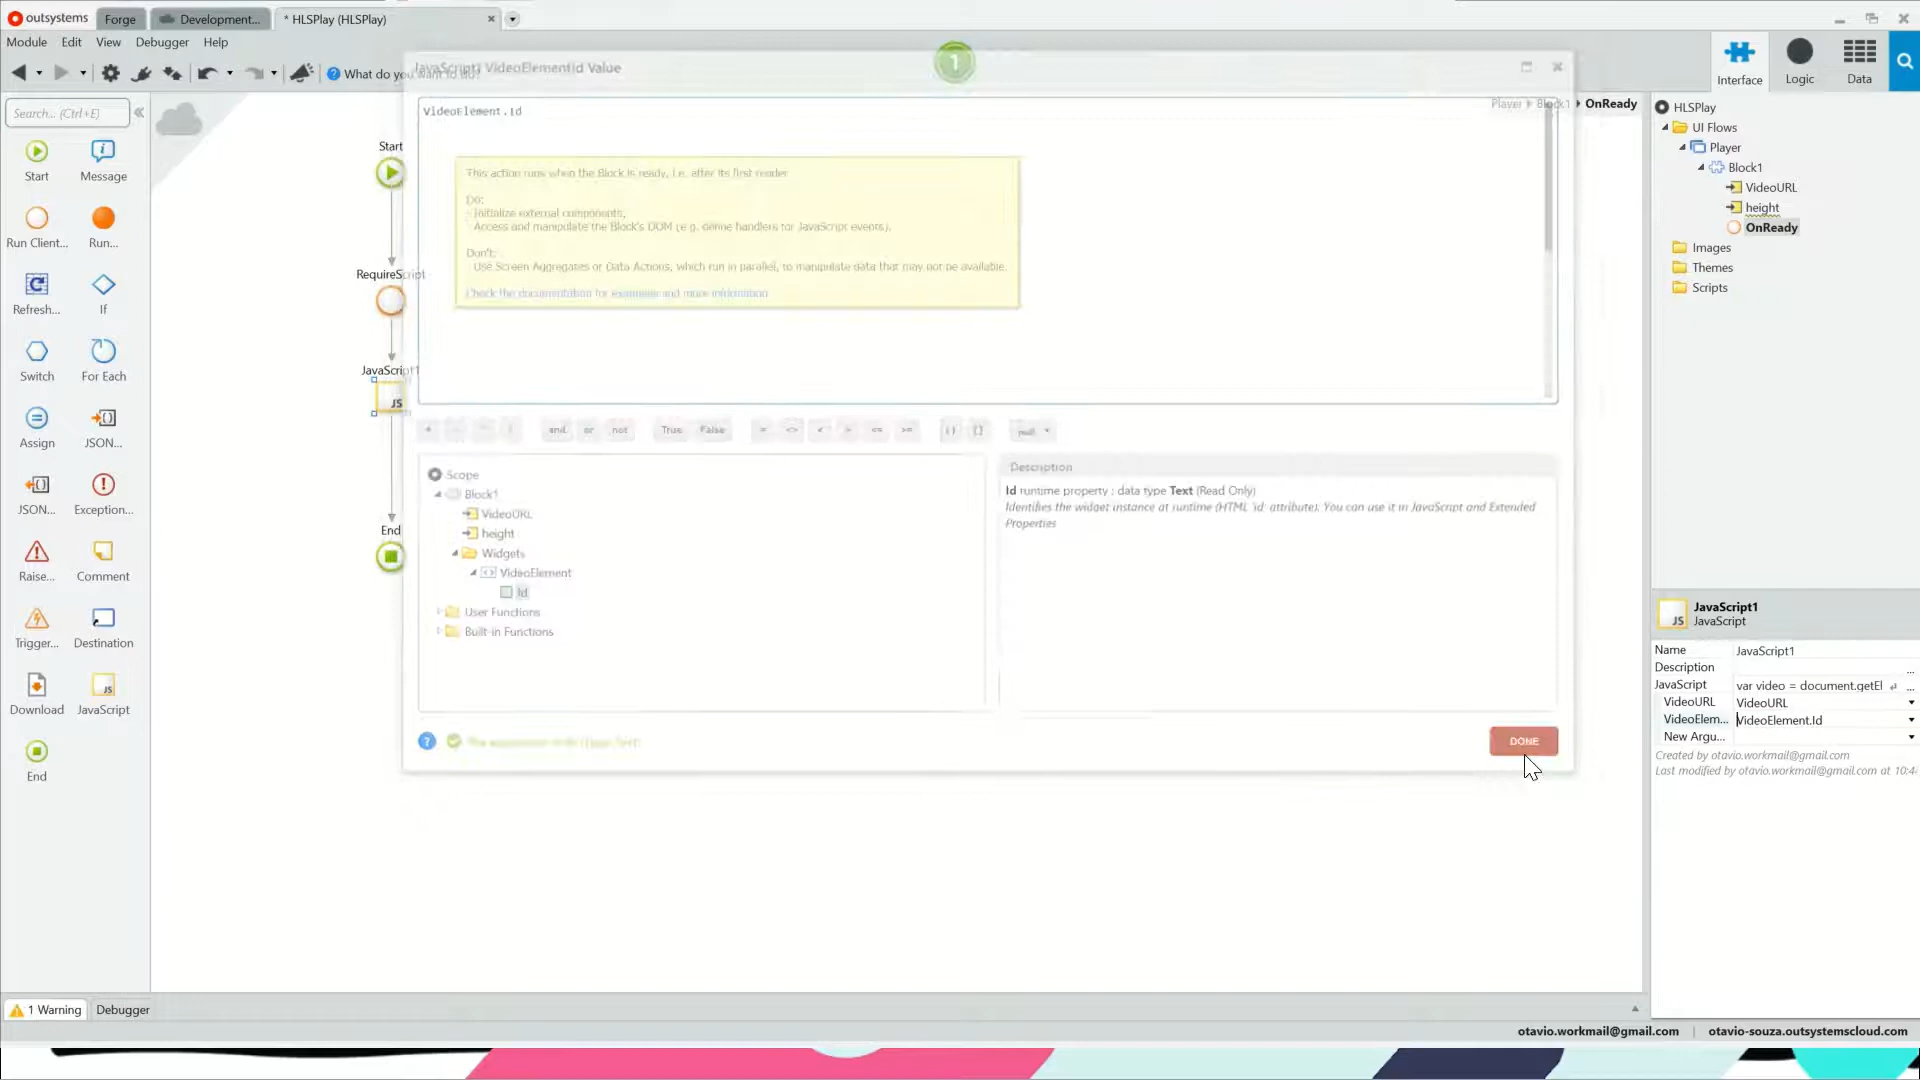 outsystems
Forge
Development...
* HLSPlay (HLSPlay)
Module Edit View Debugger Help
What do you want to do?
JavaScript1 VideoElementId Value
1
Interface
Logic
Data
Search... (Ctrl+E)
VideoElement.Id
Player
Block1
OnReady
Start
Message
Run Client...
Run...
Refresh...
If
Switch
For Each
Assign
JSON...
JSON...
Exception...
Raise...
Comment
Trigger...
Destination
Download
JavaScript
End
Start
RequireScript
JavaScript1
JS
End
This action runs when the Block is ready, i.e. after its first render
Do:
- Initialize external components,
- Access and manipulate the Block's DOM (e.g. define handlers for JavaScript events).
Don't:
- Use Screen Aggregates or Data Actions, which run in parallel, to manipulate data that may not be available.
Check the documentation for examples and more information
and or not True False = <> < > <= >= ( ) [ ] null
Scope
Block1
VideoURL
height
Widgets
VideoElement
Id
User Functions
Built-in Functions
Description
Id runtime property : data type Text (Read Only)
Identifies the widget instance at runtime (HTML 'id' attribute). You can use it in JavaScript and Extended
Properties
DONE
HLSPlay
UI Flows
Player
Block1
VideoURL
height
OnReady
Images
Themes
Scripts
JS
JavaScript1
JavaScript
Name JavaScript1
Description ...
JavaScript var video = document.getEl ...
VideoURL VideoURL
VideoElem... VideoElement.Id
New Argu...
Created by otavio.workmail@gmail.com
Last modified by otavio.workmail@gmail.com at 10:4
1 Warning
Debugger
otavio.workmail@gmail.com | otavio-souza.outsystemscloud.com